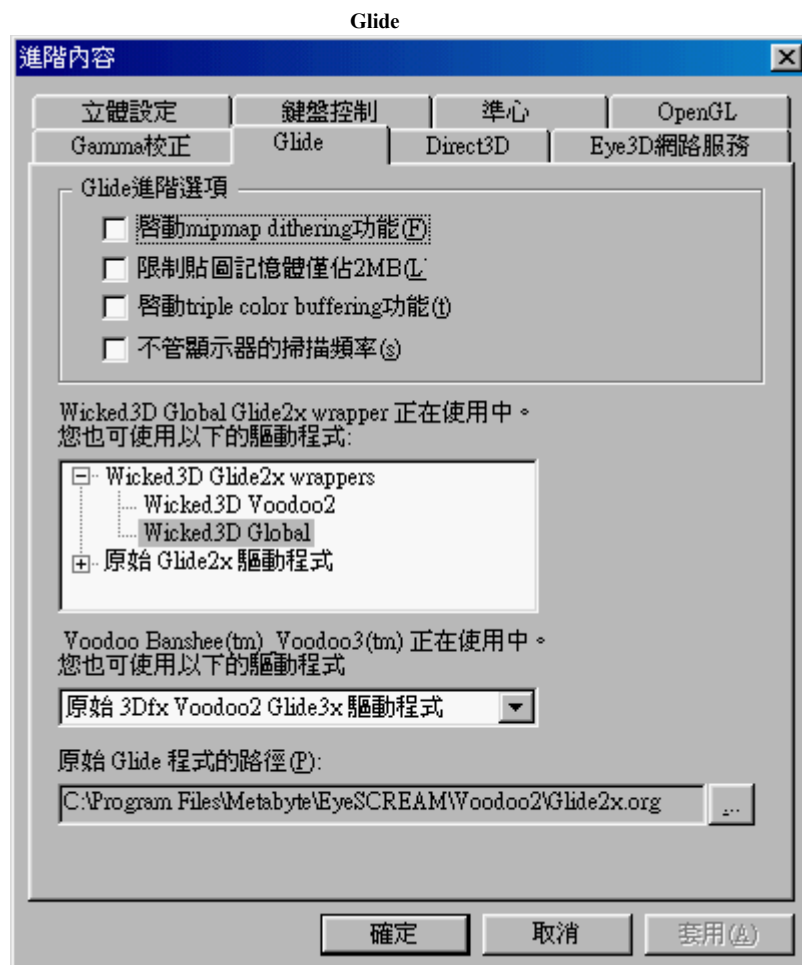 Glide
進階內容
立體設定 鍵盤控制 準心 OpenGL
Gamma校正 Glide Direct3D Eye3D網路服務
Glide進階選項
啓動mipmap dithering功能(F)
限制貼圖記憶體僅佔2MB(L
啓動triple color buffering功能(t)
不管顯示器的掃描頻率(s)
Wicked3D Global Glide2x wrapper 正在使用中。
您也可使用以下的驅動程式:
Wicked3D Glide2x wrappers
Wicked3D Voodoo2
Wicked3D Global
原始 Glide2x 驅動程式
Voodoo Banshee(tm)_Voodoo3(tm) 正在使用中。
您也可使用以下的驅動程式
原始 3Dfx Voodoo2 Glide3x 驅動程式
原始 Glide 程式的路徑(P):
C:\Program Files\Metabyte\EyeSCREAM\Voodoo2\Glide2x.org ...
確定 取消 套用(A)